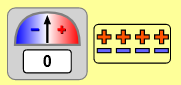 - +
0
+ + + +
- - - -